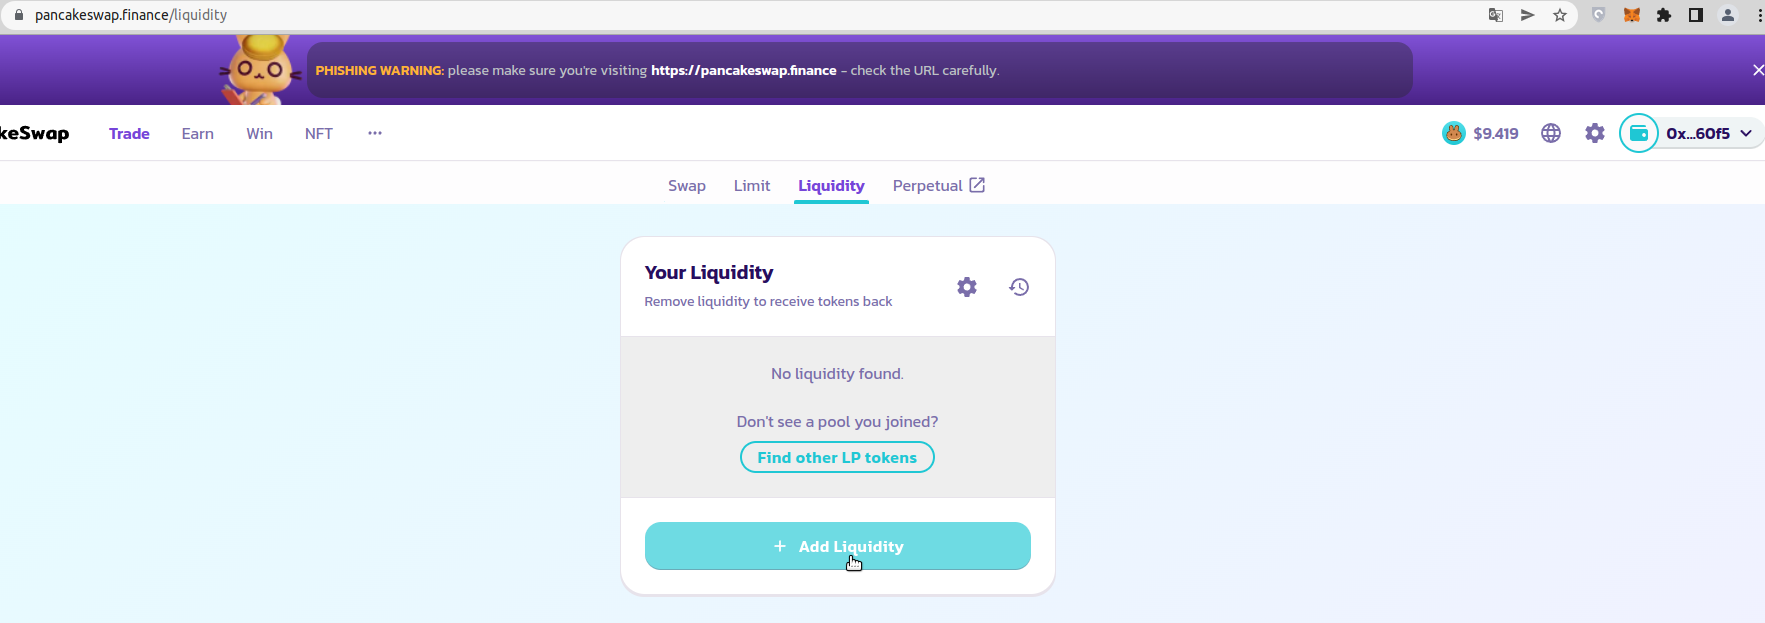 pancakeswap.finance/liquidity
PHISHING WARNING: please make sure you're visiting https://pancakeswap.finance - check the URL carefully.
keSwap Trade Earn Win NFT $9.419 0x...60f5
Swap Limit Liquidity Perpetual
Your Liquidity
Remove liquidity to receive tokens back
No liquidity found.
Don't see a pool you joined?
Find other LP tokens
+ Add Liquidity